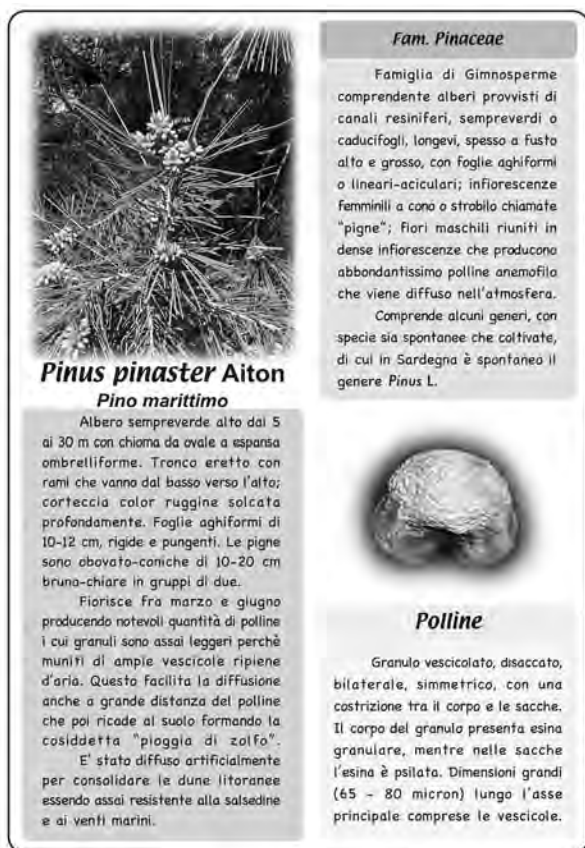 Pinus pinaster Aiton
Pino marittimo
Albero sempreverde alto dai 5
ai 30 m con chioma da ovale a espansa
ombrelliforme. Tronco eretto con
rami che vanno dal basso verso l'alto;
corteccia color ruggine solcata
profondamente. Foglie aghiformi di
10-12 cm, rigide e pungenti. Le pigne
sono obovato-coniche di 10-20 cm
bruno-chiare in gruppi di due.
Fiorisce fra marzo e giugno
producendo notevoli quantità di polline
i cui granuli sono assai leggeri perchè
muniti di ampie vescicole ripiene
d'aria. Questo facilita la diffusione
anche a grande distanza del polline
che poi ricade al suolo formando la
cosiddetta "pioggia di zolfo".
E' stato diffuso artificialmente
per consolidare le dune litoranee
essendo assai resistente alla salsedine
e ai venti marini.
Fam. Pinaceae
Famiglia di Gimnosperme
comprendente alberi provvisti di
canali resiniferi, sempreverdi o
caducifogli, longevi, spesso a fusto
alto e grosso, con foglie aghiformi
o lineari-aciculari; infiorescenze
femminili a cono o strobilo chiamate
"pigne"; fiori maschili riuniti in
dense infiorescenze che producono
abbondantissimo polline anemofilo
che viene diffuso nell'atmosfera.
Comprende alcuni generi, con
specie sia spontanee che coltivate,
di cui in Sardegna è spontaneo il
genere Pinus L.
Polline
Granulo vescicolato, disaccato,
bilaterale, simmetrico, con una
costrizione tra il corpo e le sacche.
Il corpo del granulo presenta esina
granulare, mentre nelle sacche
l'esina è psilata. Dimensioni grandi
(65 - 80 micron) lungo l'asse
principale comprese le vescicole.